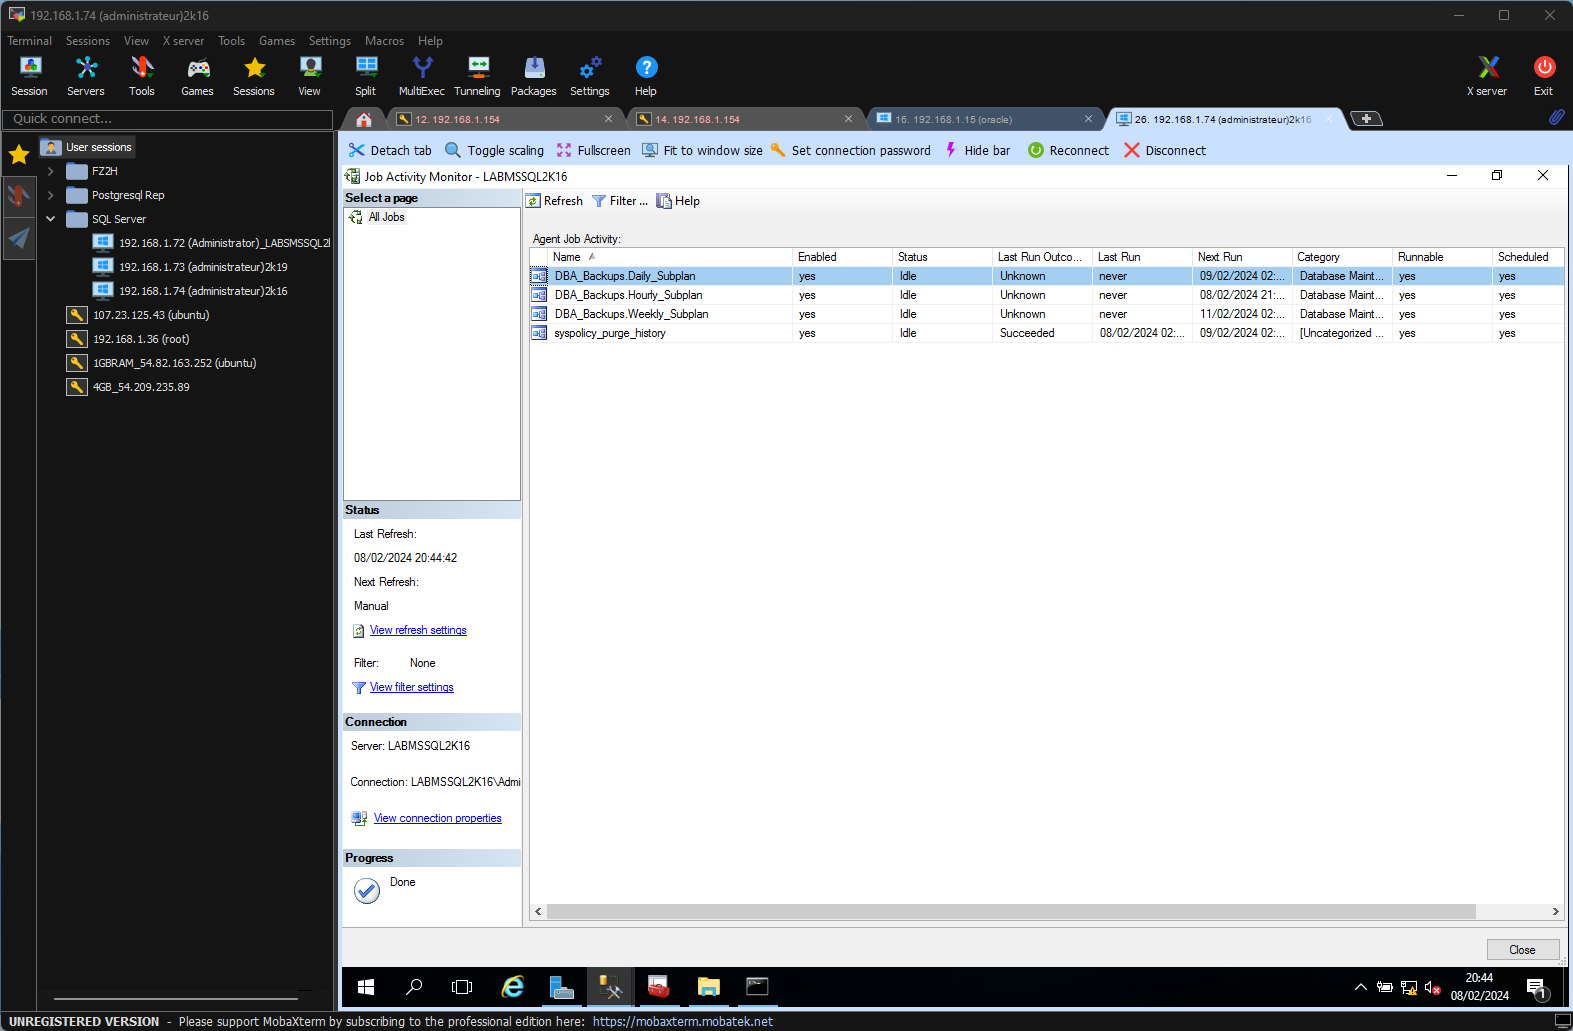 192.168.1.74 (administrateur)2k16
Terminal Sessions View X server Tools Games Settings Macros Help
Session Servers Tools Games Sessions View Split MultiExec Tunneling Packages Settings Help X server Exit
Quick connect...
12. 192.168.1.154
14. 192.168.1.154
16. 192.168.1.15 (oracle)
26. 192.168.1.74 (administrateur)2k16
User sessions
FZ2H
Postgresql Rep
SQL Server
192.168.1.72 (Administrator)_LABSMSSQL2
192.168.1.73 (administrateur)2k19
192.168.1.74 (administrateur)2k16
107.23.125.43 (ubuntu)
192.168.1.36 (root)
1GBRAM_54.82.163.252 (ubuntu)
4GB_54.209.235.89
Detach tab Toggle scaling Fullscreen Fit to window size Set connection password Hide bar Reconnect Disconnect
Job Activity Monitor - LABMSSQL2K16
Select a page
All Jobs
Refresh Filter ... Help
Agent Job Activity:
Name Enabled Status Last Run Outco... Last Run Next Run Category Runnable Scheduled
DBA_Backups.Daily_Subplan yes Idle Unknown never 09/02/2024 02:... Database Maint... yes yes
DBA_Backups.Hourly_Subplan yes Idle Unknown never 08/02/2024 21:... Database Maint... yes yes
DBA_Backups.Weekly_Subplan yes Idle Unknown never 11/02/2024 02:... Database Maint... yes yes
syspolicy_purge_history yes Idle Succeeded 08/02/2024 02:... 09/02/2024 02:... [Uncategorized ... yes yes
Status
Last Refresh:
08/02/2024 20:44:42
Next Refresh:
Manual
View refresh settings
Filter: None
View filter settings
Connection
Server: LABMSSQL2K16
Connection: LABMSSQL2K16\Admi
View connection properties
Progress
Done
Close
20:44
08/02/2024
1
UNREGISTERED VERSION - Please support MobaXterm by subscribing to the professional edition here: https://mobaxterm.mobatek.net